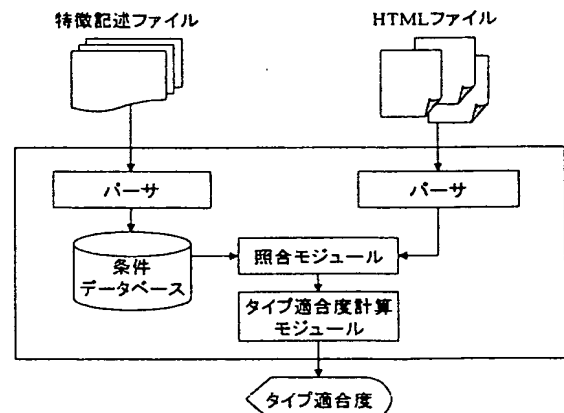 特徴記述ファイル
HTMLファイル
パーサ
パーサ
条件
データベース
照合モジュール
タイプ適合度計算
モジュール
タイプ適合度